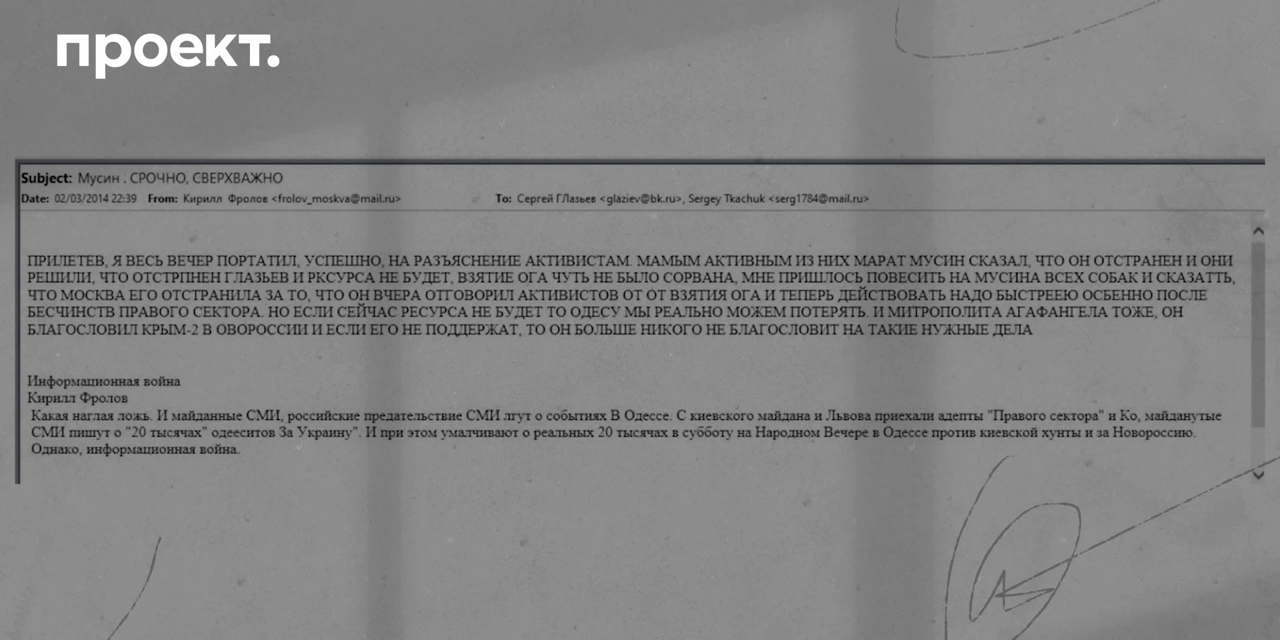 проект.
Subject: Мусин . СРОЧНО, СВЕРХВАЖНО
Date: 02/03/2014 22:39 From: Кирилл Фролов <frolov_moskva@mail.ru> To: Сергей ГЛазьев <glaziev@bk.ru>, Sergey Tkachuk <serg1784@mail.ru>
ПРИЛЕТЕВ, Я ВЕСЬ ВЕЧЕР ПОРТАТИЛ, УСПЕШНО, НА РАЗЪЯСНЕНИЕ АКТИВИСТАМ. МАМЫМ АКТИВНЫМ ИЗ НИХ МАРАТ МУСИН СКАЗАЛ, ЧТО ОН ОТСТРАНЕН И ОНИ
РЕШИЛИ, ЧТО ОТСТРПНЕН ГЛАЗЬЕВ И РКСУРСА НЕ БУДЕТ, ВЗЯТИЕ ОГА ЧУТЬ НЕ БЫЛО СОРВАНА, МНЕ ПРИШЛОСЬ ПОВЕСИТЬ НА МУСИНА ВСЕХ СОБАК И СКАЗАТТЬ,
ЧТО МОСКВА ЕГО ОТСТРАНИЛА ЗА ТО, ЧТО ОН ВЧЕРА ОТГОВОРИЛ АКТИВИСТОВ ОТ ОТ ВЗЯТИЯ ОГА И ТЕПЕРЬ ДЕЙСТВОВАТЬ НАДО БЫСТРЕЕЮ ОСБЕННО ПОСЛЕ
БЕСЧИНСТВ ПРАВОГО СЕКТОРА. НО ЕСЛИ СЕЙЧАС РЕСУРСА НЕ БУДЕТ ТО ОДЕСУ МЫ РЕАЛЬНО МОЖЕМ ПОТЕРЯТЬ. И МИТРОПОЛИТА АГАФАНГЕЛА ТОЖЕ, ОН
БЛАГОСЛОВИЛ КРЫМ-2 В ОВОРОССИИ И ЕСЛИ ЕГО НЕ ПОДДЕРЖАТ, ТО ОН БОЛЬШЕ НИКОГО НЕ БЛАГОСЛОВИТ НА ТАКИЕ НУЖНЫЕ ДЕЛА
Информационная война
Кирилл Фролов
Какая наглая ложь. И майданные СМИ, российские предательствие СМИ лгут о событиях В Одессе. С киевского майдана и Львова приехали адепты "Правого сектора" и Ко, майданутые
СМИ пишут о "20 тысячах" одееситов За Украину". И при этом умалчивают о реальных 20 тысячах в субботу на Народном Вечере в Одессе против киевской хунты и за Новороссию.
Однако, информационная война.